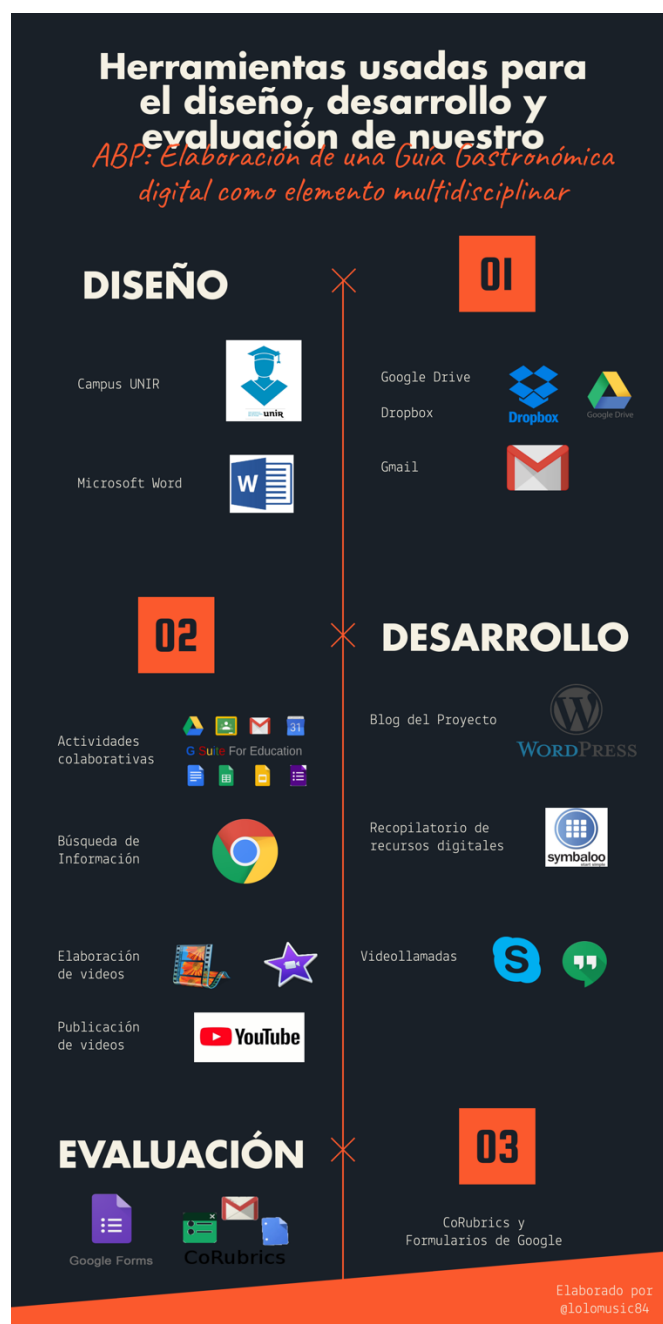 Herramientas usadas para
el diseño, desarrollo y
evaluación de nuestro
ABP: Elaboración de una Guía Gastronómica
digital como elemento multidisciplinar
DISEÑO
01
Campus UNIR
unir
Google Drive
Dropbox
Dropbox
Google Drive
Microsoft Word
W
Gmail
02
DESARROLLO
Actividades
colaborativas
31
G Suite For Education
Blog del Proyecto
WORDPRESS
Búsqueda de
Información
Recopilatorio de
recursos digitales
symbaloo
start simple
Elaboración
de videos
Videollamadas
S
Publicación
de videos
YouTube
EVALUACIÓN
03
Google Forms
CoRubrics
CoRubrics y
Formularios de Google
Elaborado por
@lolomusic84